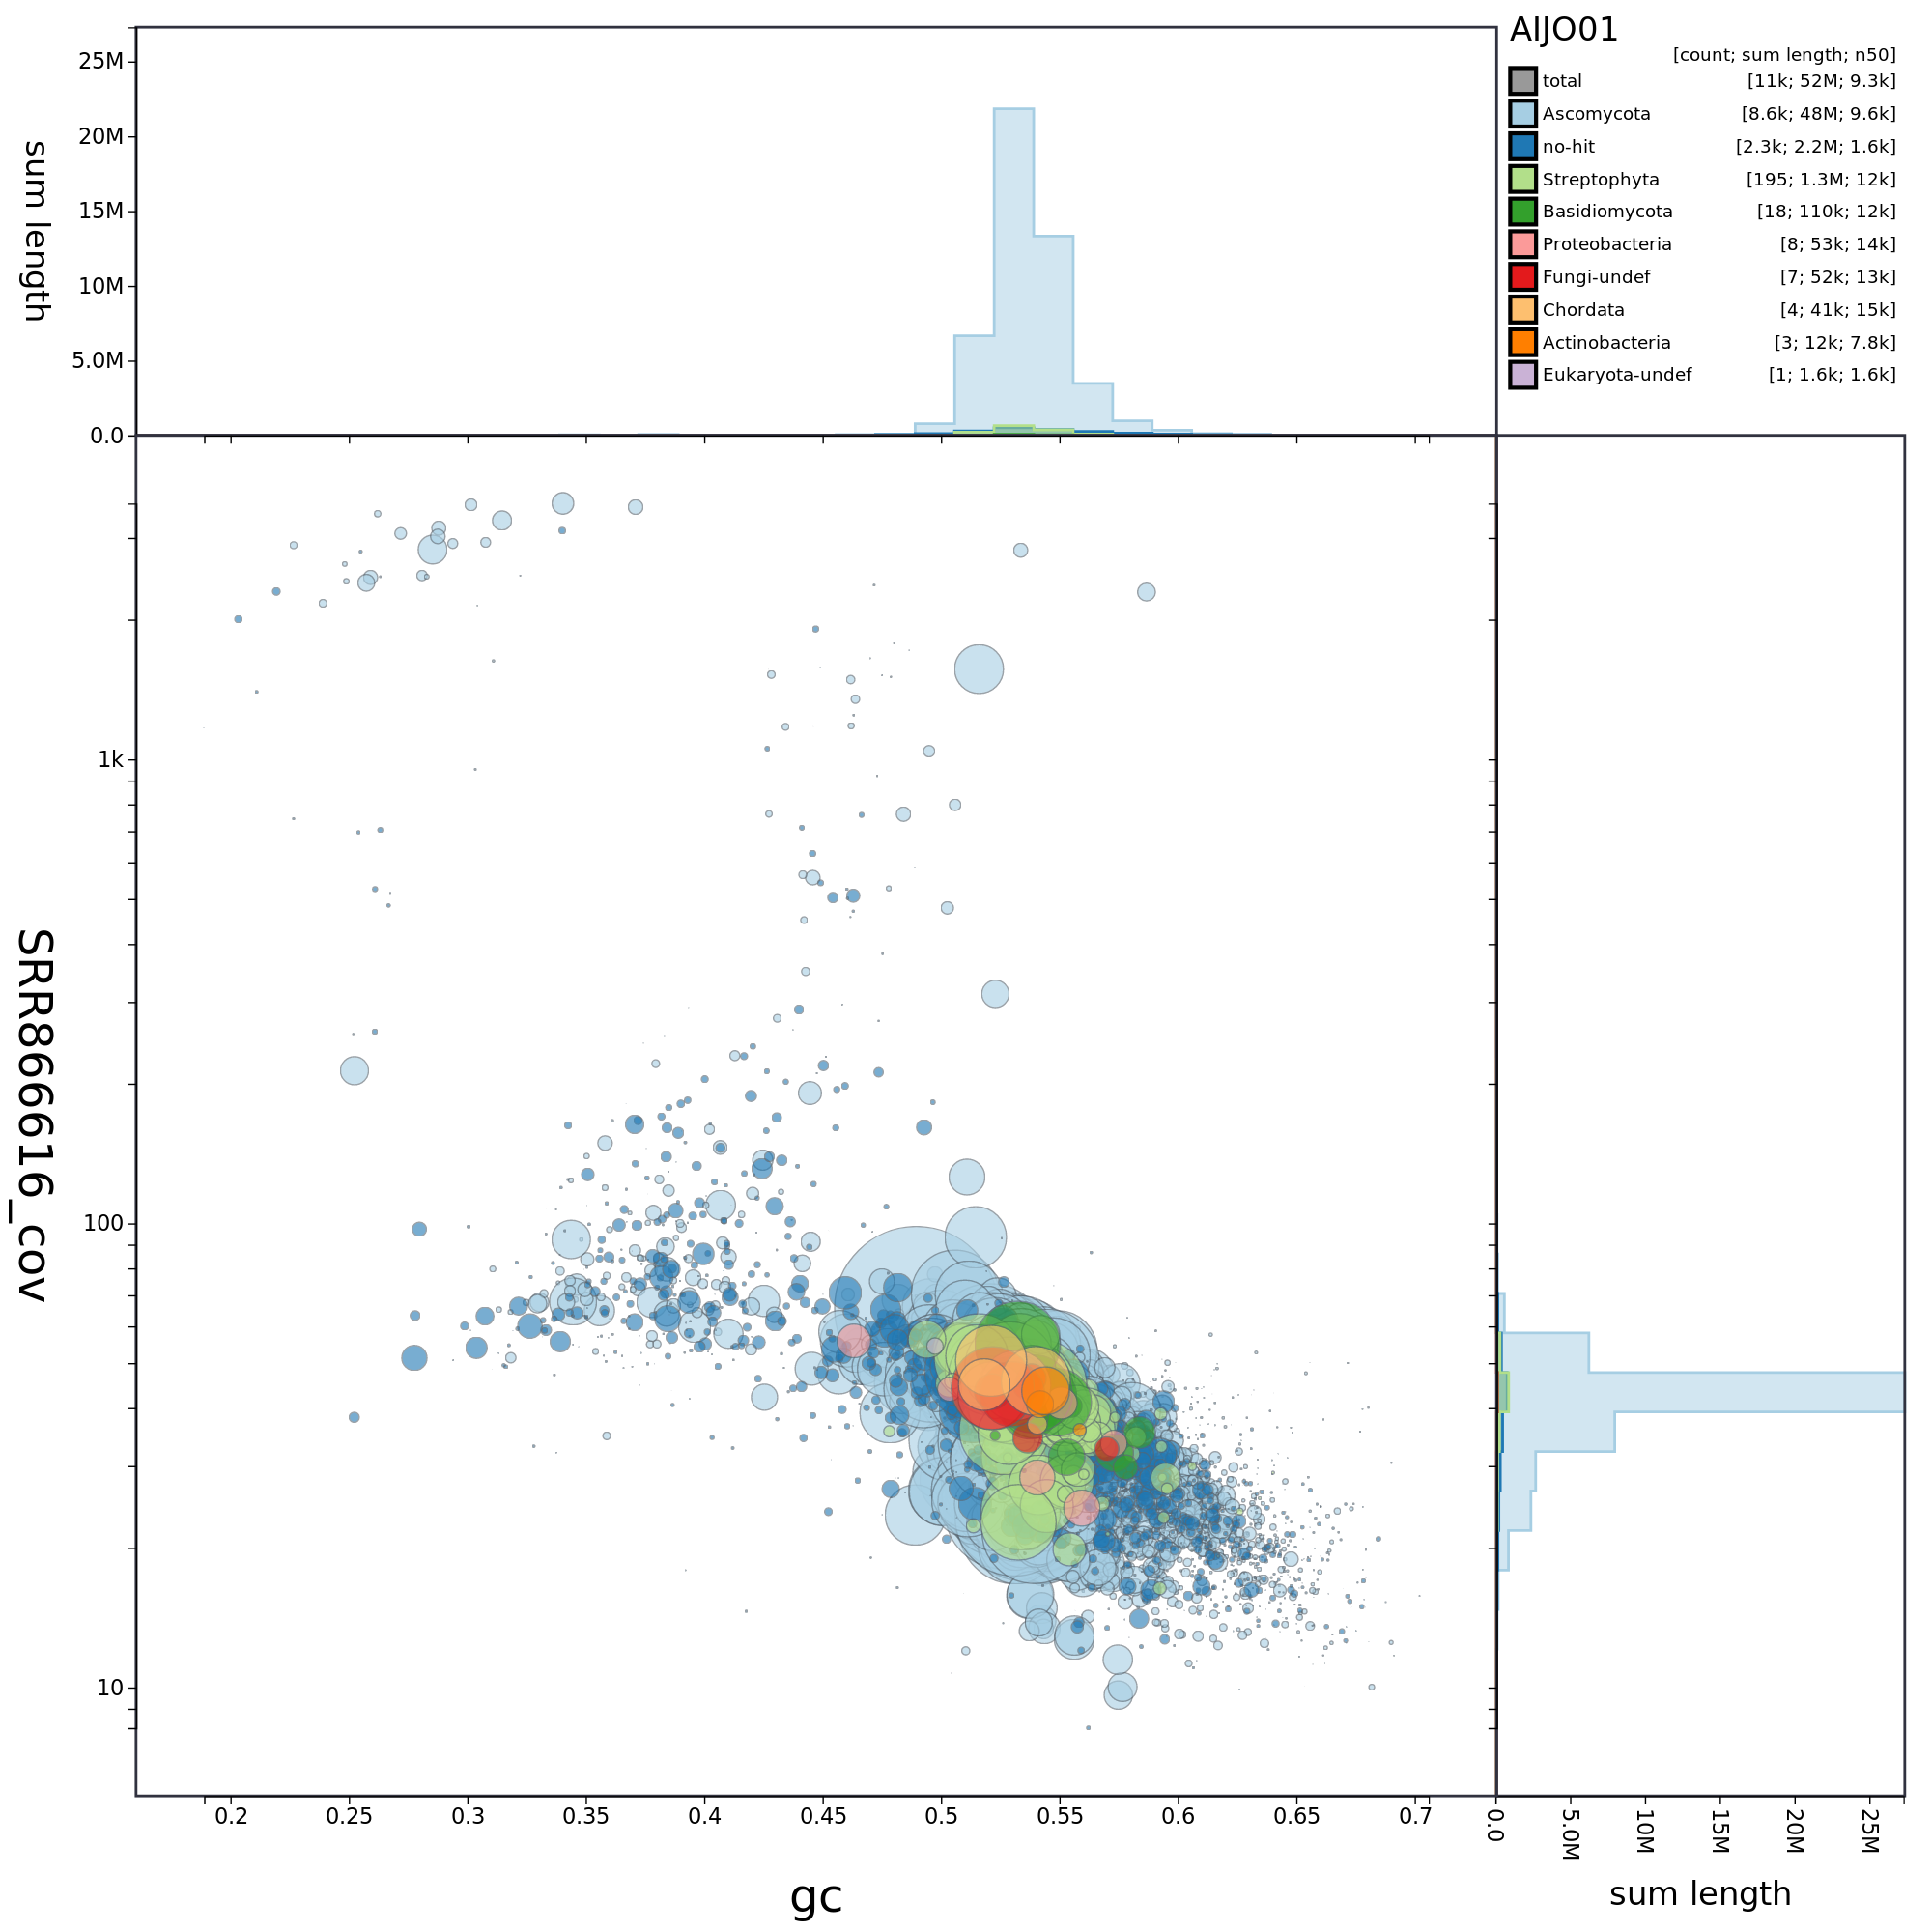 AIJO01
[count; sum length; n50]
total [11k; 52M; 9.3k]
Ascomycota [8.6k; 48M; 9.6k]
no-hit [2.3k; 2.2M; 1.6k]
Streptophyta [195; 1.3M; 12k]
Basidiomycota [18; 110k; 12k]
Proteobacteria [8; 53k; 14k]
Fungi-undef [7; 52k; 13k]
Chordata [4; 41k; 15k]
Actinobacteria [3; 12k; 7.8k]
Eukaryota-undef [1; 1.6k; 1.6k]
sum length
25M
20M
15M
10M
5.0M
0.0
SRR866616_cov
1k
100
10
0.2 0.25 0.3 0.35 0.4 0.45 0.5 0.55 0.6 0.65 0.7
gc
0.0 5.0M 10M 15M 20M 25M
sum length